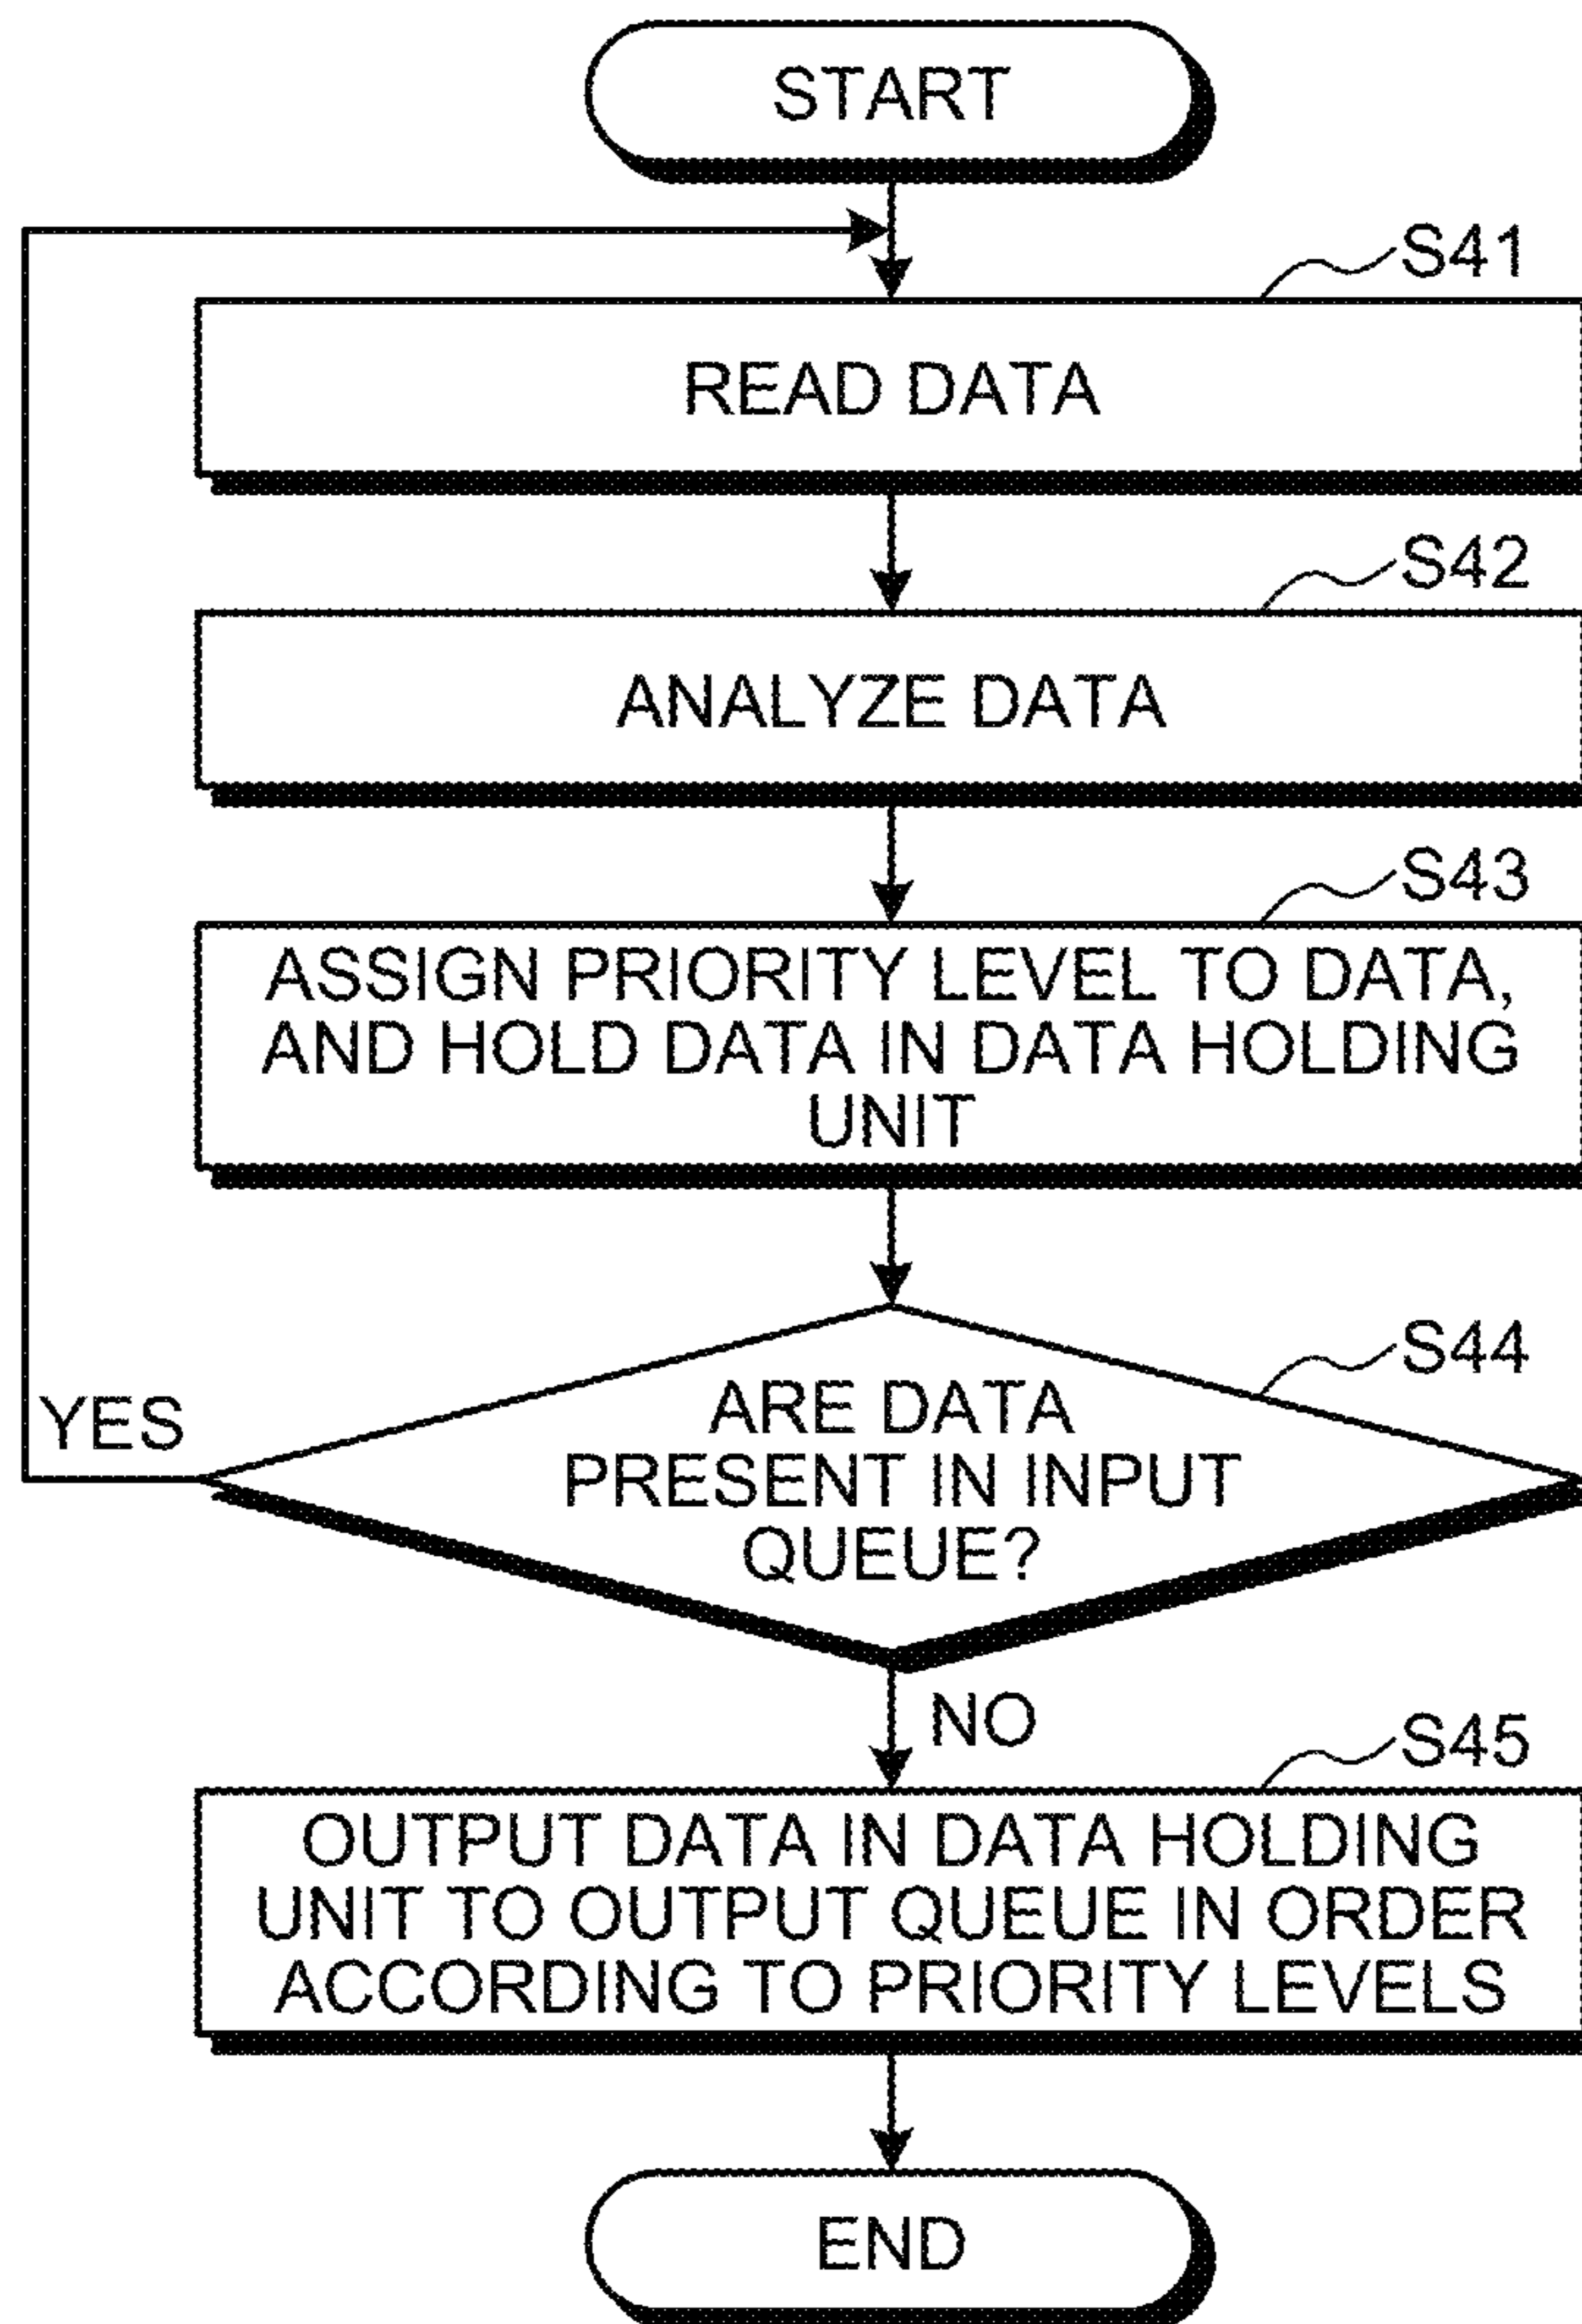 START
S41
READ DATA
S42
ANALYZE DATA
S43
ASSIGN PRIORITY LEVEL TO DATA,
AND HOLD DATA IN DATA HOLDING
UNIT
S44
YES
ARE DATA
PRESENT IN INPUT
QUEUE?
NO
S45
OUTPUT DATA IN DATA HOLDING
UNIT TO OUTPUT QUEUE IN ORDER
ACCORDING TO PRIORITY LEVELS
END